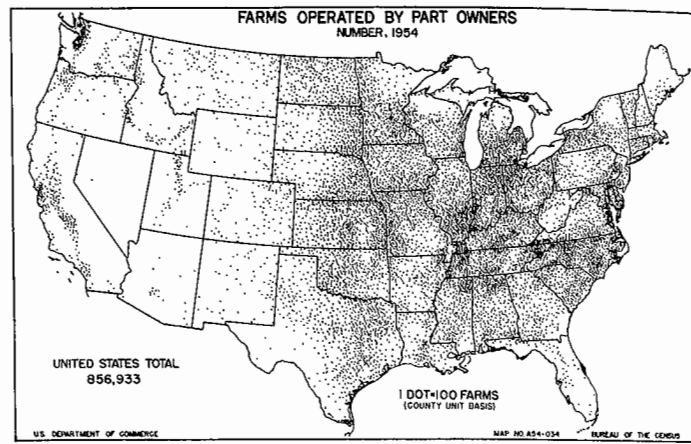 FARMS OPERATED BY PART OWNERS
NUMBER, 1954
UNITED STATES TOTAL
856,933
1 DOT=100 FARMS
(COUNTY UNIT BASIS)
U.S. DEPARTMENT OF COMMERCE
MAP NO. A54-034
BUREAU OF THE CENSUS